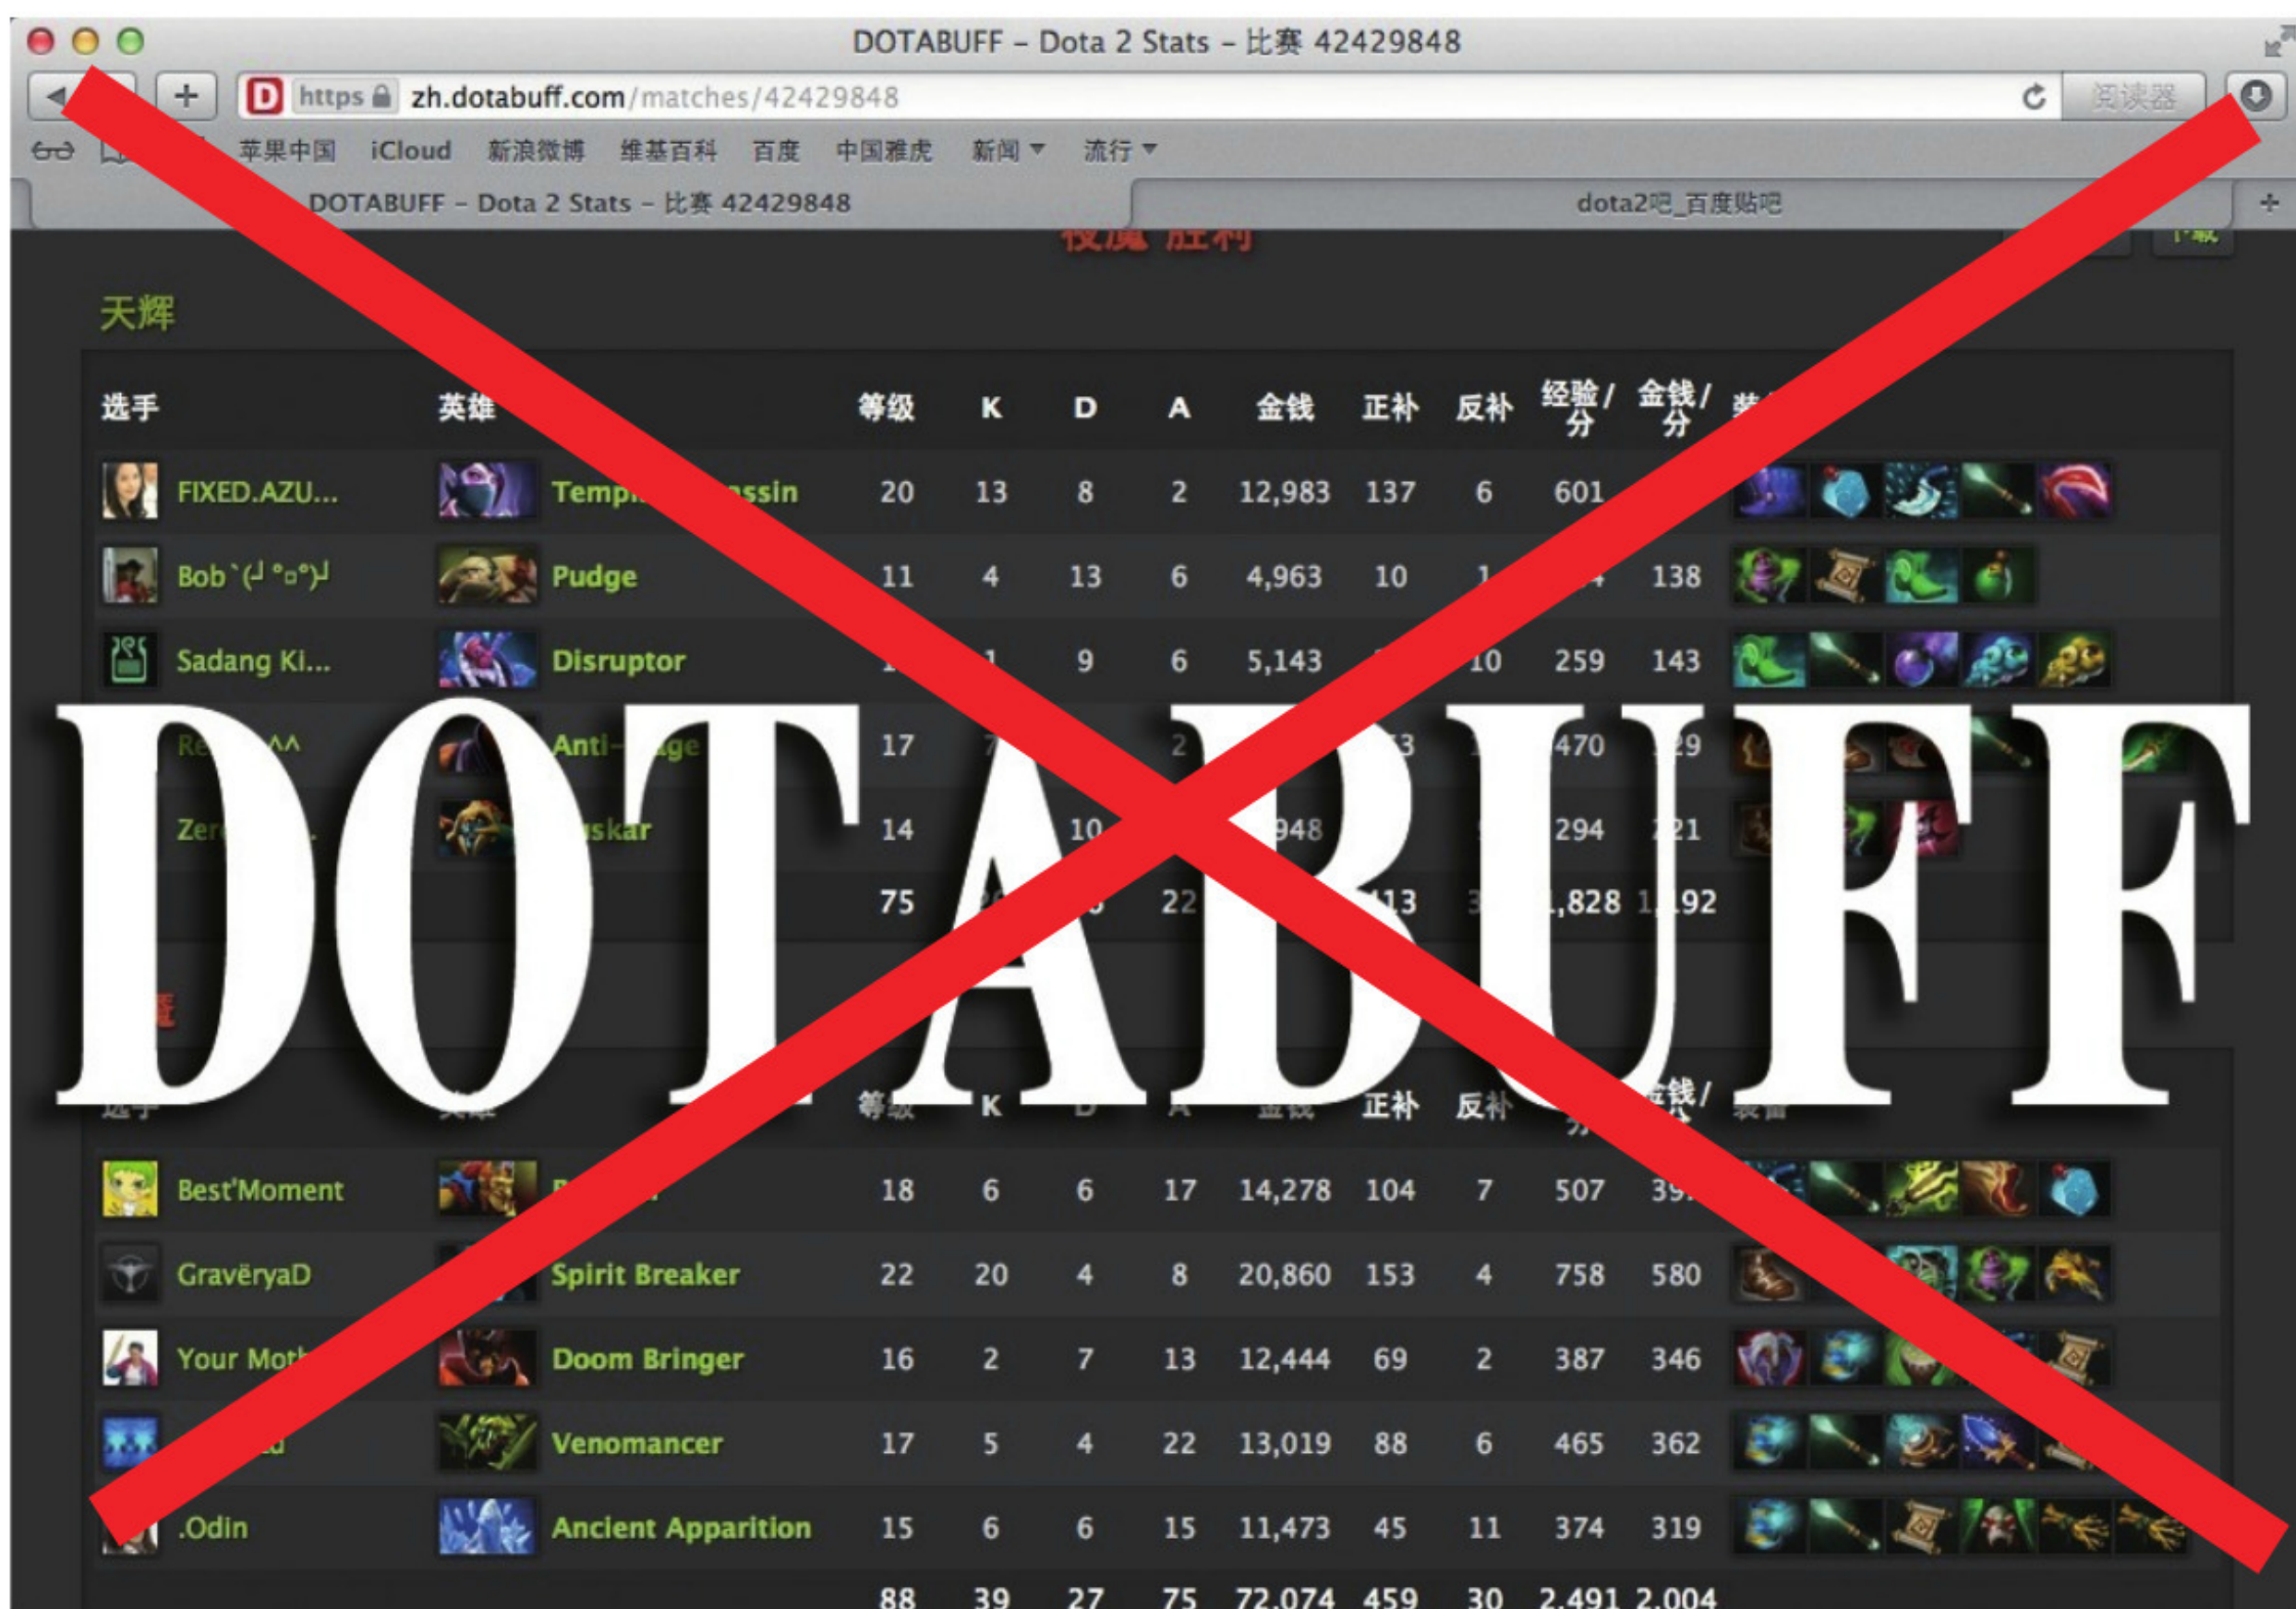 DOTABUFF – Dota 2 Stats – 比赛 42429848
https zh.dotabuff.com/matches/42429848 阅读器
苹果中国 iCloud 新浪微博 维基百科 百度 中国雅虎 新闻 流行
DOTABUFF – Dota 2 Stats – 比赛 42429848 dota2吧_百度贴吧
夜魇 胜利 下载
天辉
选手 英雄 等级 K D A 金钱 正补 反补 经验/分 金钱/分
FIXED.AZU... 20 13 8 2 12,983 137 6 601
Bob`(┘°¤°)┘ Pudge 11 4 13 6 4,963 10 138
Sadang Ki... Disruptor 9 6 5,143 10 259 143
17 2 470
14 10 294
75 22
DOTABUFF
等级 K 正补 反补
Best'Moment 18 6 6 17 14,278 104 7 507
GravëryaD Spirit Breaker 22 20 4 8 20,860 153 4 758 580
Your Doom Bringer 16 2 7 13 12,444 69 2 387 346
Venomancer 17 5 4 22 13,019 88 6 465 362
.Odin Ancient Apparition 15 6 6 15 11,473 45 11 374 319
88 39 27 75 72,074 459 30 2,491 2,004